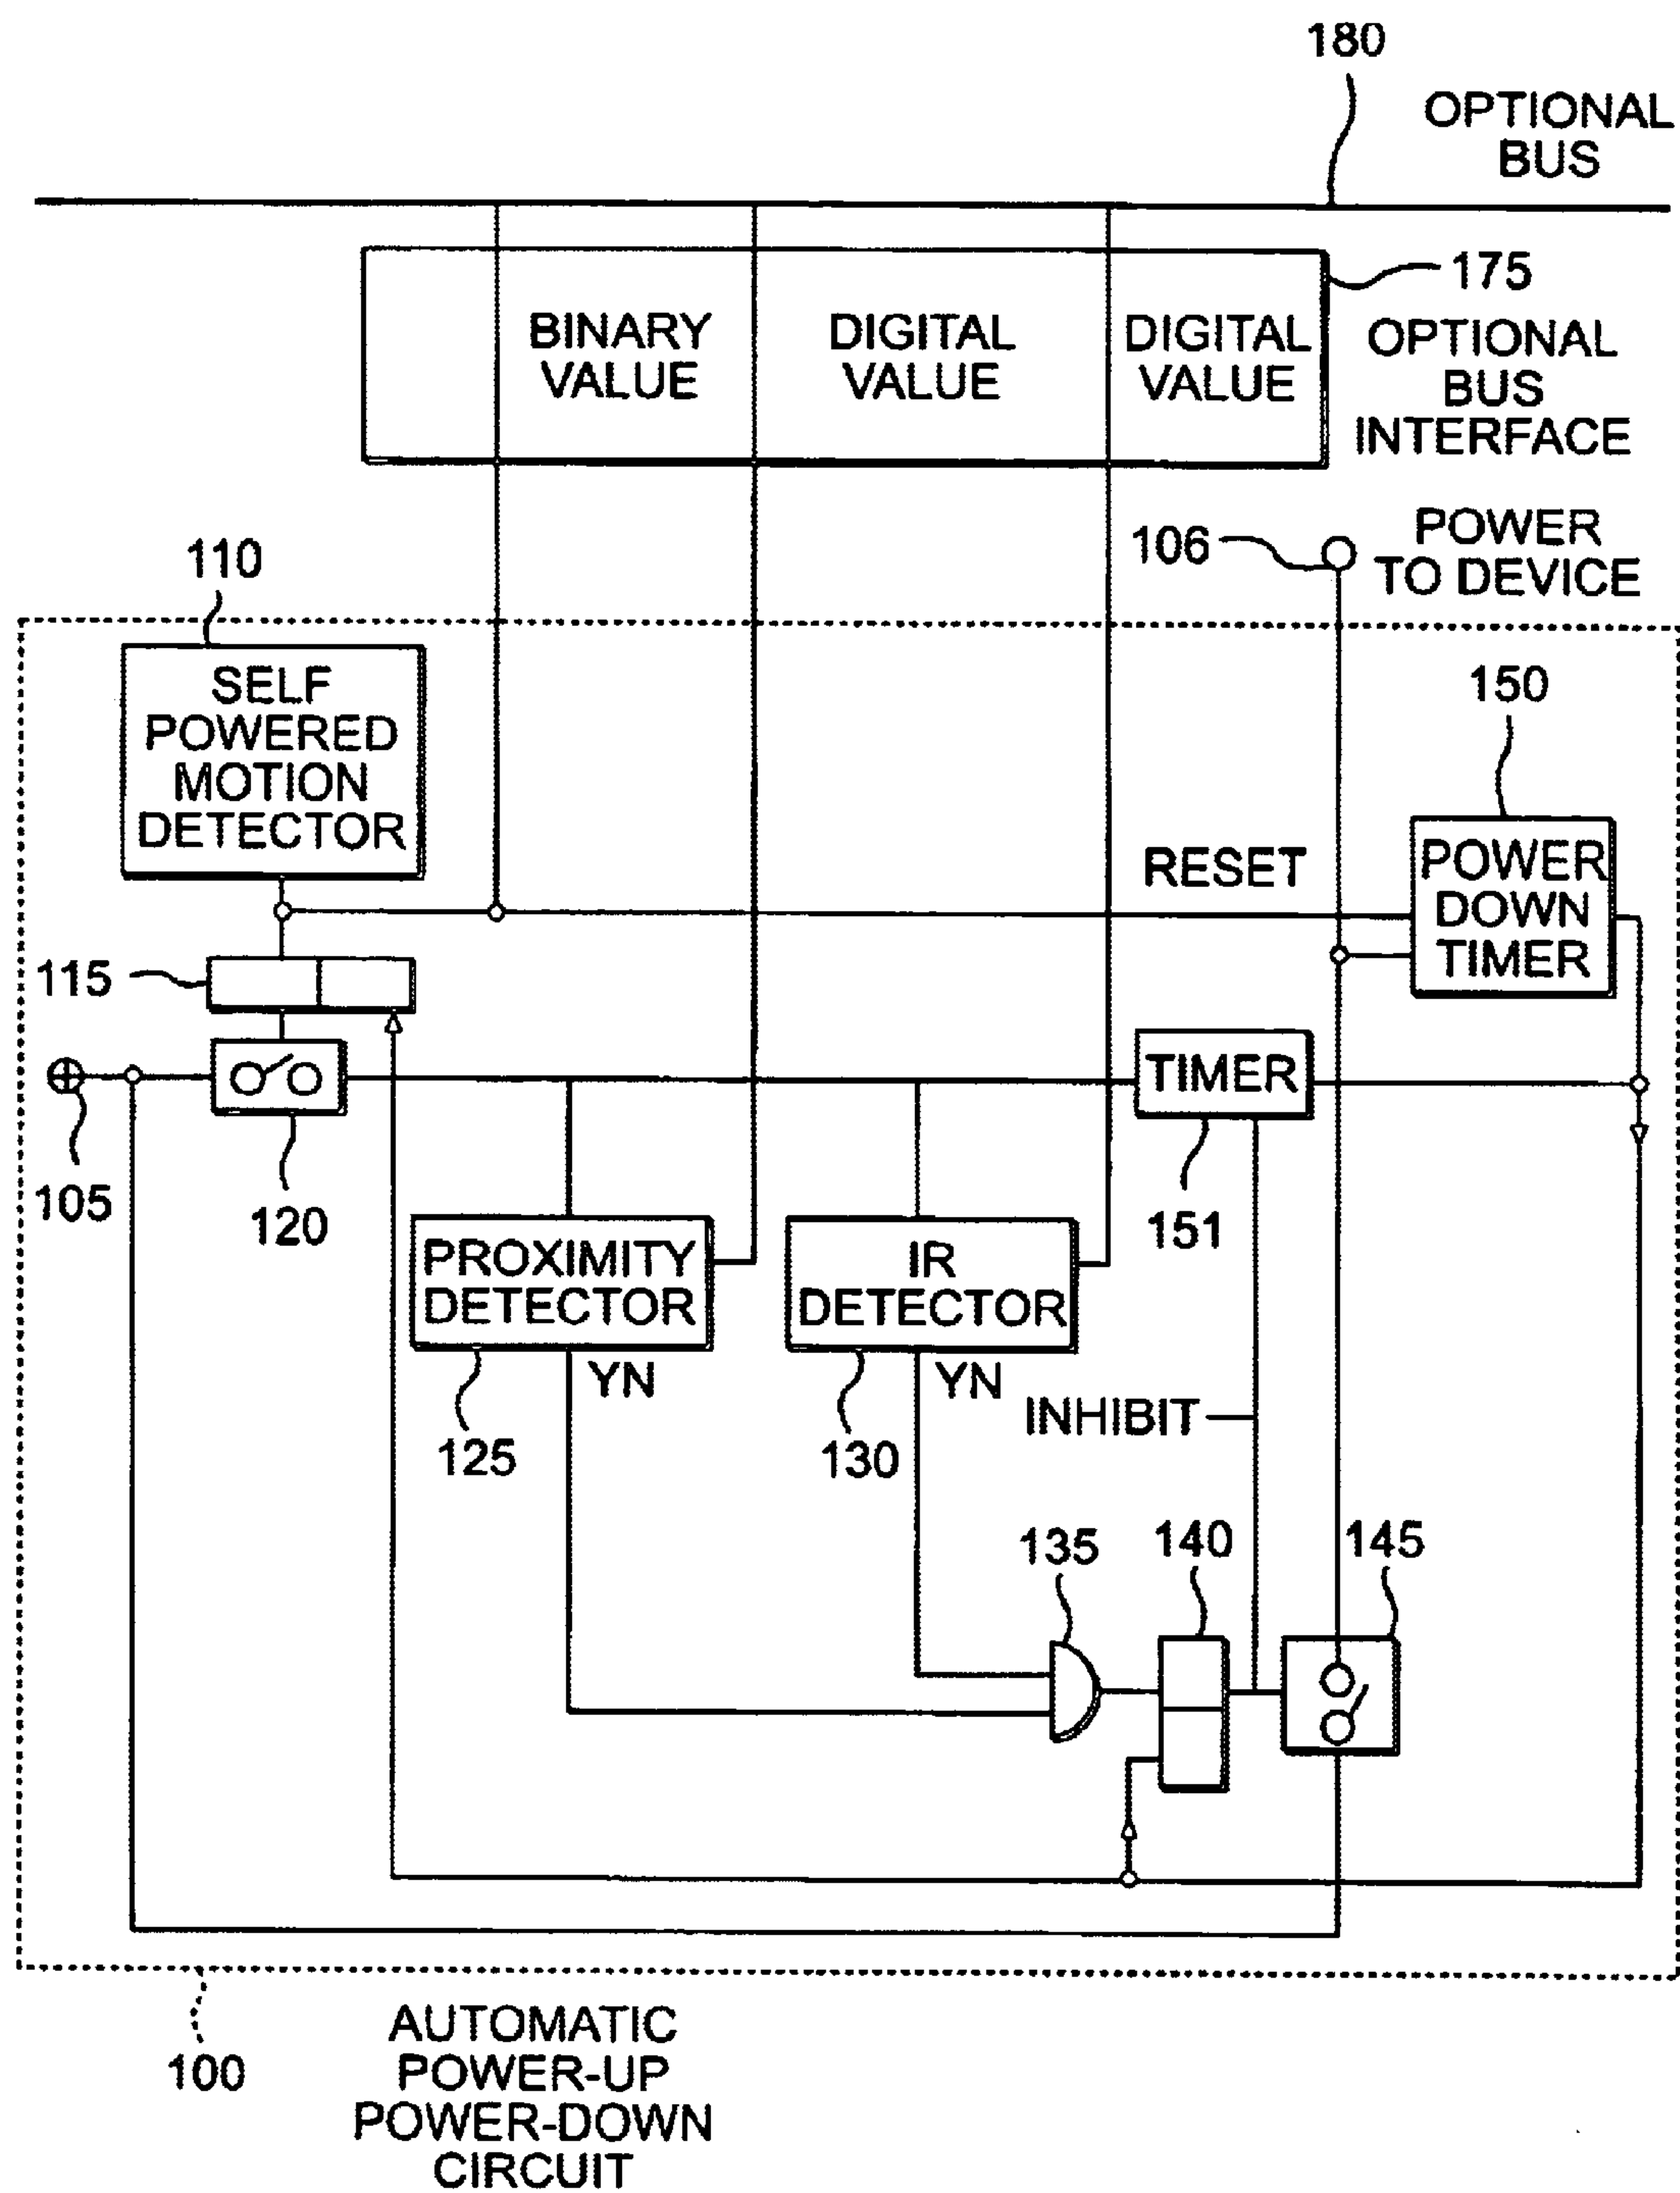 180
OPTIONAL
BUS
175
BINARY
VALUE
DIGITAL
VALUE
DIGITAL
VALUE
OPTIONAL
BUS
INTERFACE
106
POWER
TO DEVICE
110
SELF
POWERED
MOTION
DETECTOR
150
RESET
POWER
DOWN
TIMER
115
TIMER
105
120
151
PROXIMITY
DETECTOR
IR
DETECTOR
YN
YN
125
130
INHIBIT
135
140
145
100
AUTOMATIC
POWER-UP
POWER-DOWN
CIRCUIT